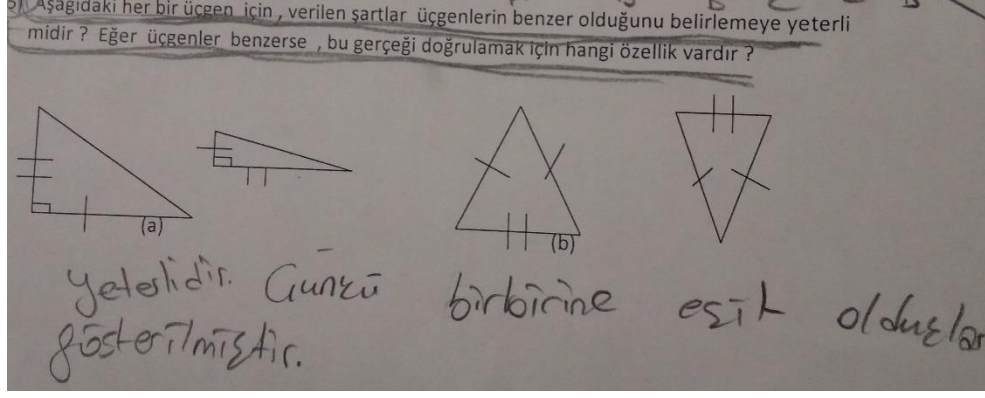 5) Aşağıdaki her bir üçgen için, verilen şartlar üçgenlerin benzer olduğunu belirlemeye yeterli
midir ? Eğer üçgenler benzerse , bu gerçeği doğrulamak için hangi özellik vardır ?
(a)
(b)
Yeterlidir. Çünkü birbirine eşit oldukları
gösterilmiştir.